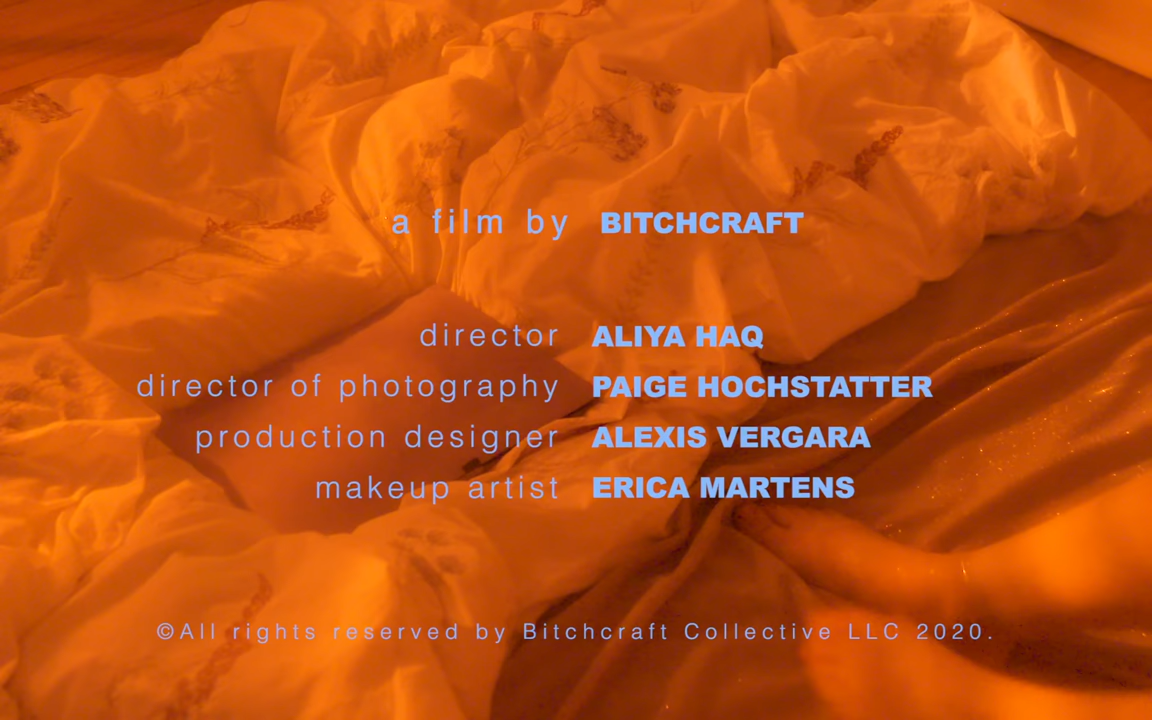 a film by BITCHCRAFT
director ALIYA HAQ
director of photography PAIGE HOCHSTATTER
production designer ALEXIS VERGARA
makeup artist ERICA MARTENS
©All rights reserved by Bitchcraft Collective LLC 2020.